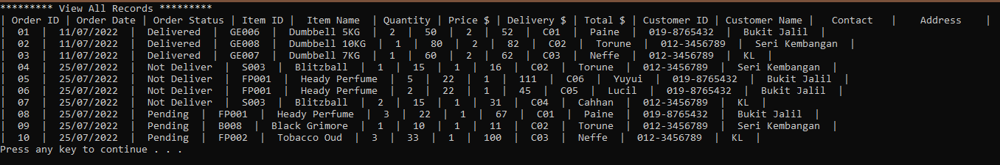 ********* View All Records *********
| Order ID | Order Date | Order Status | Item ID | Item Name | Quantity | Price $ | Delivery $ | Total $ | Customer ID | Customer Name | Contact | Address |
| 01 | 11/07/2022 | Delivered | GE006 | Dumbbell 5KG | 2 | 50 | 2 | 52 | C01 | Paine | 019-8765432 | Bukit Jalil |
| 02 | 11/07/2022 | Delivered | GE008 | Dumbbell 10KG | 1 | 80 | 2 | 82 | C02 | Torune | 012-3456789 | Seri Kembangan |
| 03 | 11/07/2022 | Delivered | GE007 | Dumbbell 7KG | 1 | 60 | 2 | 62 | C03 | Neffe | 012-3456789 | KL |
| 04 | 25/07/2022 | Not Deliver | S003 | Blitzball | 1 | 15 | 1 | 16 | C02 | Torune | 012-3456789 | Seri Kembangan |
| 05 | 25/07/2022 | Not Deliver | FP001 | Heady Perfume | 5 | 22 | 1 | 111 | C06 | Yuyui | 019-8765432 | Bukit Jalil |
| 06 | 25/07/2022 | Not Deliver | FP001 | Heady Perfume | 2 | 22 | 1 | 45 | C05 | Lucil | 019-8765432 | Bukit Jalil |
| 07 | 25/07/2022 | Not Deliver | S003 | Blitzball | 2 | 15 | 1 | 31 | C04 | Cahhan | 012-3456789 | KL |
| 08 | 25/07/2022 | Pending | FP001 | Heady Perfume | 3 | 22 | 1 | 67 | C01 | Paine | 019-8765432 | Bukit Jalil |
| 09 | 25/07/2022 | Pending | B008 | Black Grimore | 1 | 10 | 1 | 11 | C02 | Torune | 012-3456789 | Seri Kembangan |
| 10 | 25/07/2022 | Pending | FP002 | Tobacco Oud | 3 | 33 | 1 | 100 | C03 | Neffe | 012-3456789 | KL |
Press any key to continue . . .